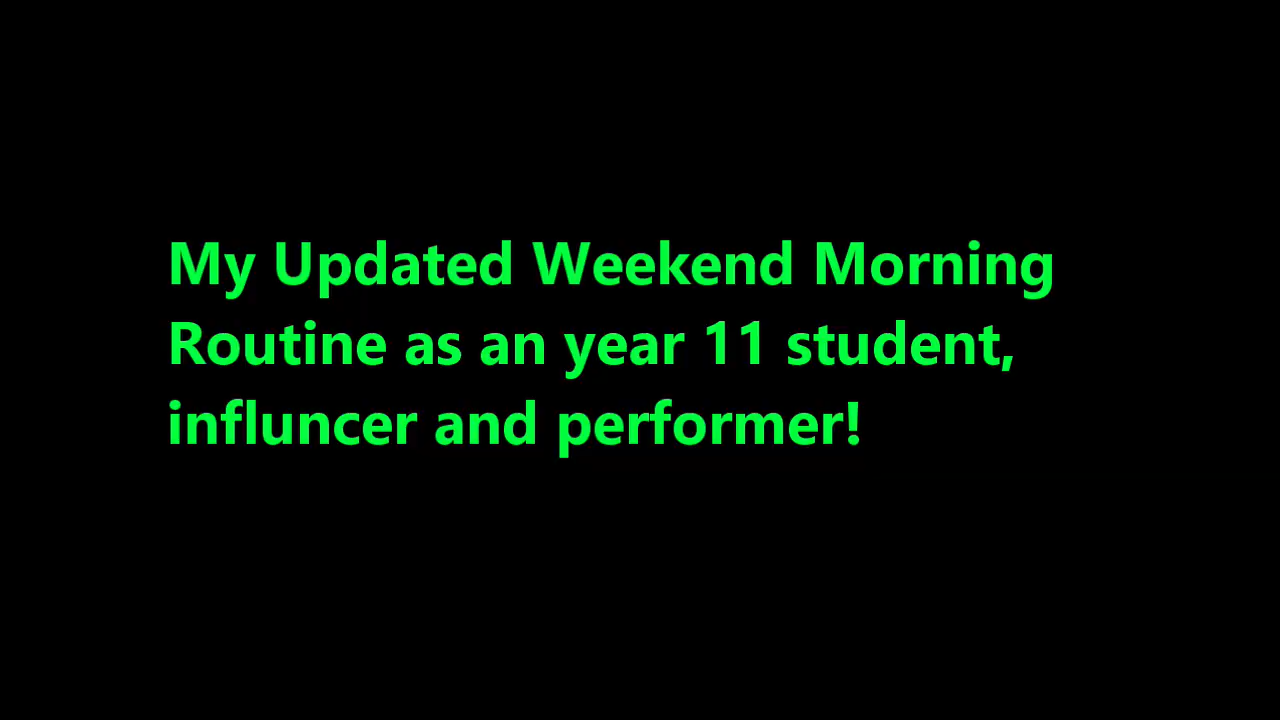 My Updated Weekend Morning
Routine as an year 11 student,
influncer and performer!